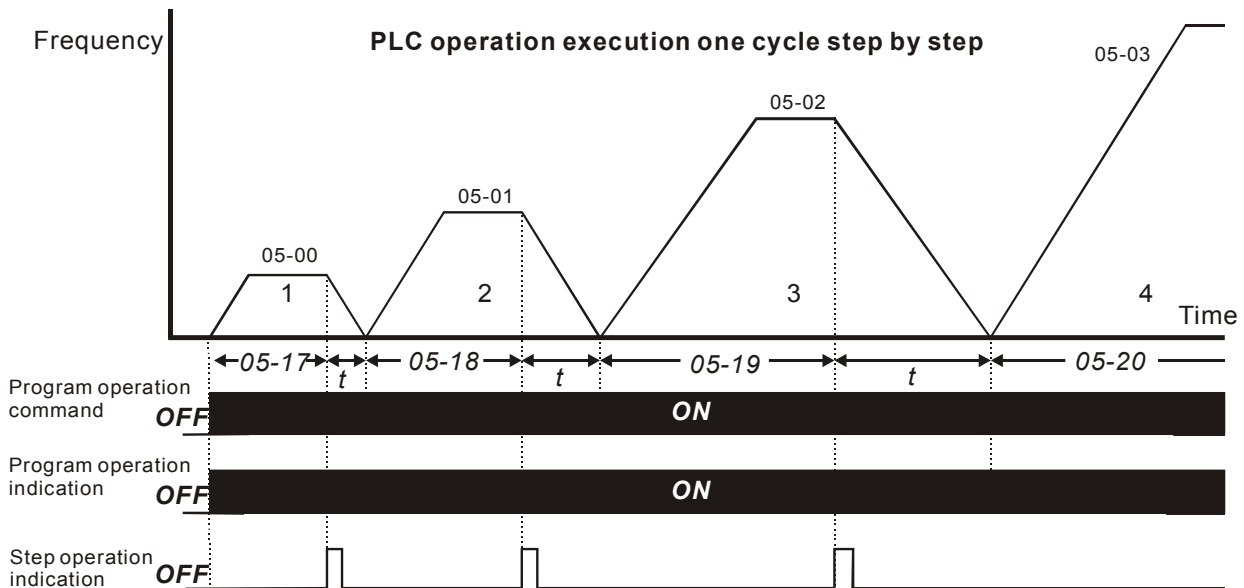 PLC operation execution one cycle step by step
Frequency
05-03
05-02
05-01
05-00
1
2
3
4
Time
05-17
t
05-18
t
05-19
t
05-20
Program operation
command
OFF
ON
Program operation
indication
OFF
ON
Step operation
indication
OFF